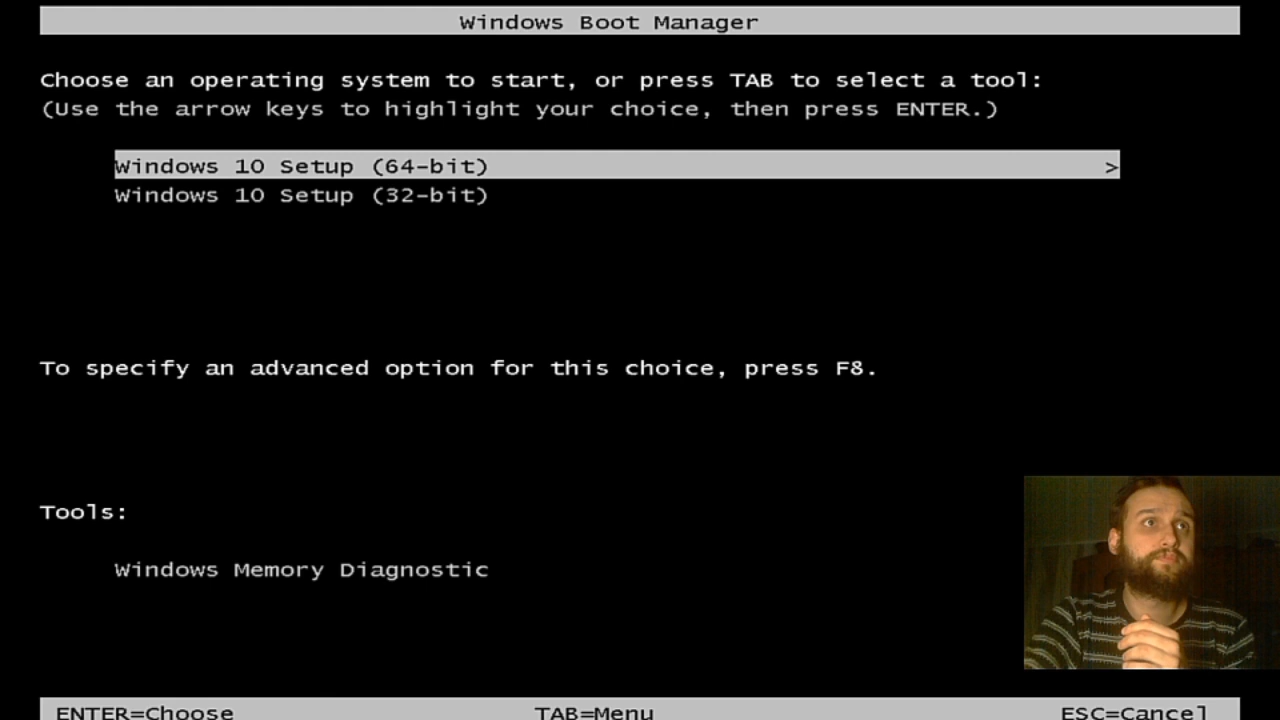 Windows Boot Manager
Choose an operating system to start, or press TAB to select a tool:
(Use the arrow keys to highlight your choice, then press ENTER.)
Windows 10 Setup (64-bit) >
Windows 10 Setup (32-bit)
To specify an advanced option for this choice, press F8.
Tools:
Windows Memory Diagnostic
ENTER=Choose TAB=Menu ESC=Cancel